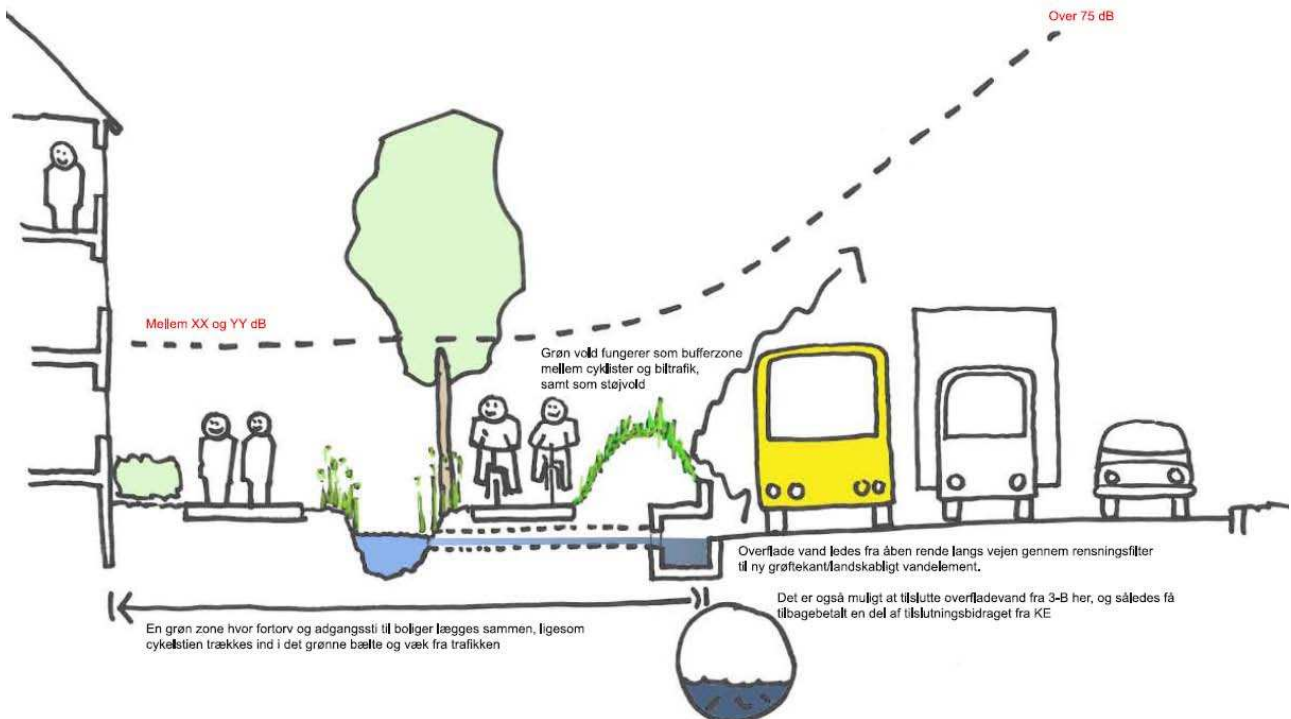 Over 75 dB
Mellem XX og YY dB
Grøn vold fungerer som bufferzone
mellem cyklister og biltrafik,
samt som støjvold
Overflade vand ledes fra åben rende langs vejen gennem rensningsfilter
til ny grøftekant/landskabligt vandelement.
Det er også muligt at tilslutte overfladevand fra 3-B her, og således få
tilbagebetalt en del af tilslutningsbidraget fra KE
En grøn zone hvor fortorv og adgangssti til boliger lægges sammen, ligesom
cykelstien trækkes ind i det grønne bælte og væk fra trafikken